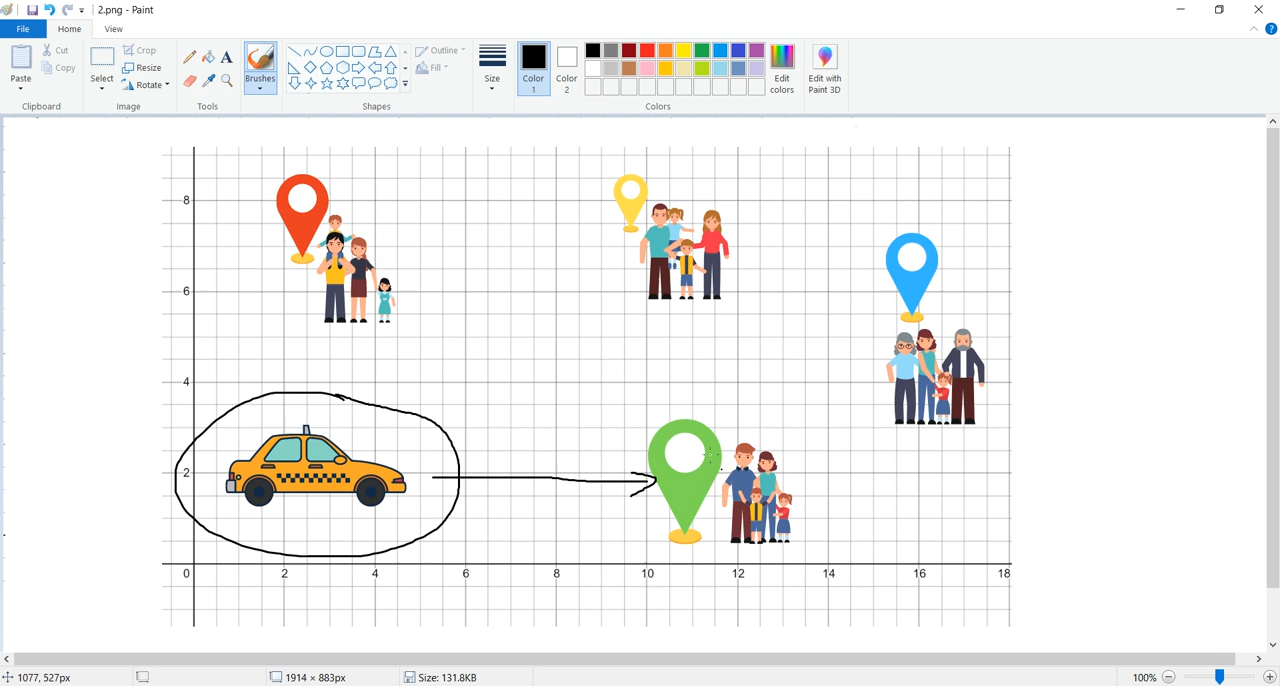 2.png - Paint
File
Home
View
Paste
Cut
Copy
Clipboard
Select
Crop
Resize
Rotate
Image
Tools
Brushes
Shapes
Outline
Fill
Size
Color
1
Color
2
Edit
colors
Colors
Edit with
Paint 3D
8
6
4
2
0
2
4
6
8
10
12
14
16
18
1077, 527px
1914 × 883px
Size: 131.8KB
100%